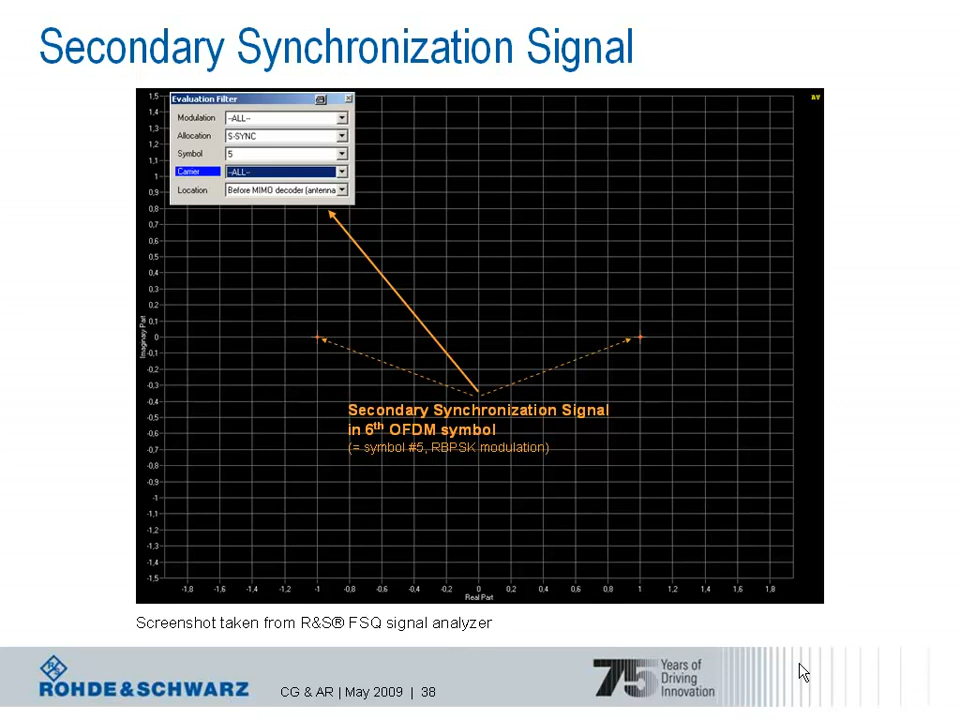 Secondary Synchronization Signal
Evaluation Filter
Modulation --ALL--
Allocation S-SYNC
Symbol 5
Carrier --ALL--
Location Before MIMO decoder (antenna
1,5
1,4
1,3
1,2
1,1
1
0,9
0,8
0,7
0,6
0,5
0,4
0,3
0,2
0,1
0
-0,1
-0,2
-0,3
-0,4
-0,5
-0,6
-0,7
-0,8
-0,9
-1
-1,1
-1,2
-1,3
-1,4
-1,5
Imaginary Part
Secondary Synchronization Signal
in 6th OFDM symbol
(= symbol #5, RBPSK modulation)
-1,8 -1,6 -1,4 -1,2 -1 -0,8 -0,6 -0,4 -0,2 0 0,2 0,4 0,6 0,8 1 1,2 1,4 1,6 1,8
Real Part
Screenshot taken from R&S® FSQ signal analyzer
R&S
ROHDE&SCHWARZ
CG & AR | May 2009 | 38
75 Years of
Driving
Innovation